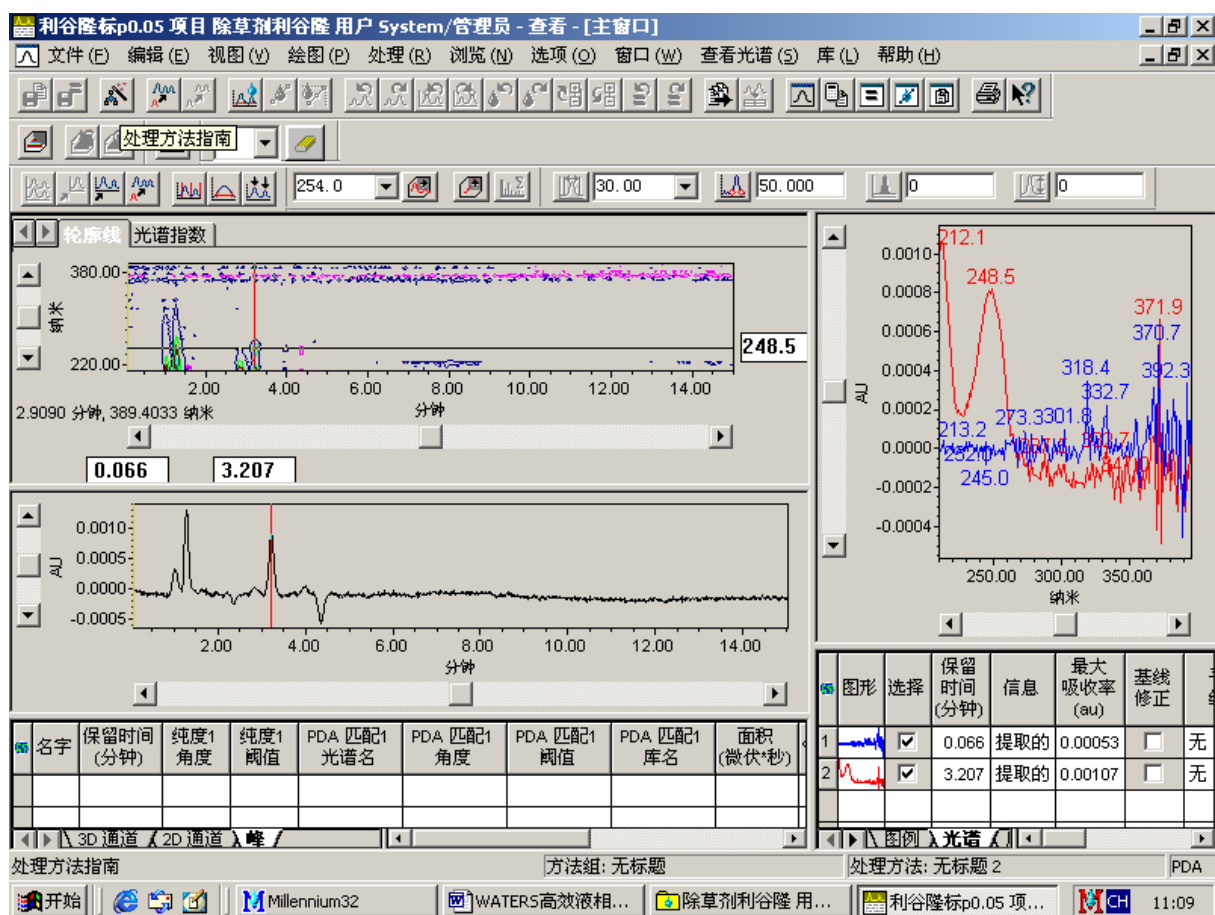 利谷隆标p0.05 项目 除草剂利谷隆 用户 System/管理员 - 查看 - [主窗口]
文件(F) 编辑(E) 视图(V) 绘图(P) 处理(R) 浏览(N) 选项(O) 窗口(W) 查看光谱(S) 库(L) 帮助(H)
处理方法指南
254.0 30.00 50.000 0 0
轮廓线 光谱指数
380.00
纳米
220.00
248.5
2.00 4.00 6.00 8.00 10.00 12.00 14.00
2.9090 分钟, 389.4033 纳米
分钟
0.066 3.207
0.0010
0.0005
AU
0.0000
-0.0005
2.00 4.00 6.00 8.00 10.00 12.00 14.00
分钟
名字 保留时间(分钟) 纯度1角度 纯度1阈值 PDA 匹配1光谱名 PDA 匹配1角度 PDA 匹配1阈值 PDA 匹配1库名 面积(微伏*秒)
3D 通道 2D 通道 峰
212.1
0.0010
248.5
0.0008
371.9
0.0006
370.7
318.4
392.3
0.0004
332.7
AU
0.0002
273.3 301.8
213.2
0.0000
245.0
-0.0002
-0.0004
250.00 300.00 350.00
纳米
图形 选择 保留时间(分钟) 信息 最大吸收率(au) 基线修正
1 0.066 提取的 0.00053 无
2 3.207 提取的 0.00107 无
图例 光谱
处理方法指南 方法组: 无标题 处理方法: 无标题 2 PDA
开始 Millennium32 WATERS高效液相... 除草剂利谷隆 用... 利谷隆标p0.05 项... CH 11:09